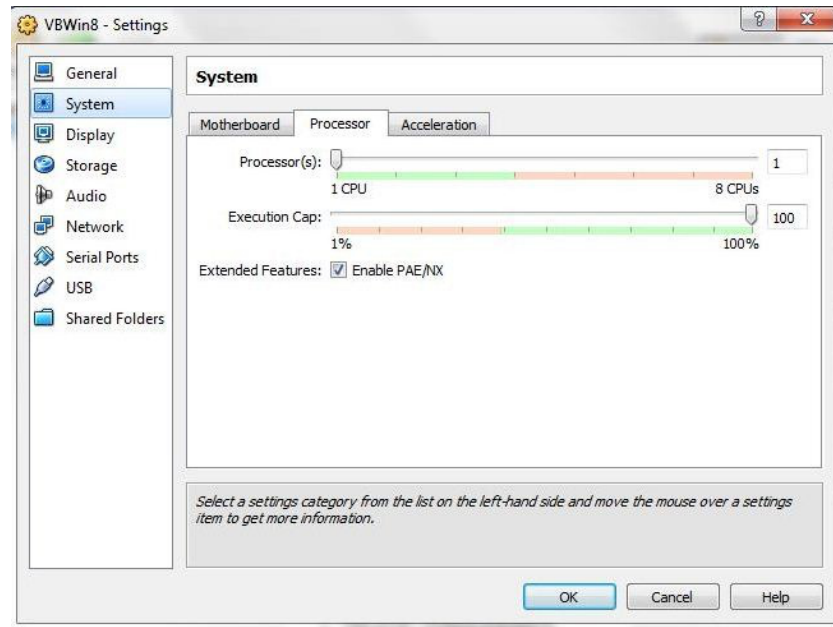 VBWin8 - Settings
General
System
Display
Storage
Audio
Network
Serial Ports
USB
Shared Folders
System
Motherboard Processor Acceleration
Processor(s): 1
1 CPU 8 CPUs
Execution Cap: 100
1% 100%
Extended Features: Enable PAE/NX
Select a settings category from the list on the left-hand side and move the mouse over a settings
item to get more information.
OK Cancel Help